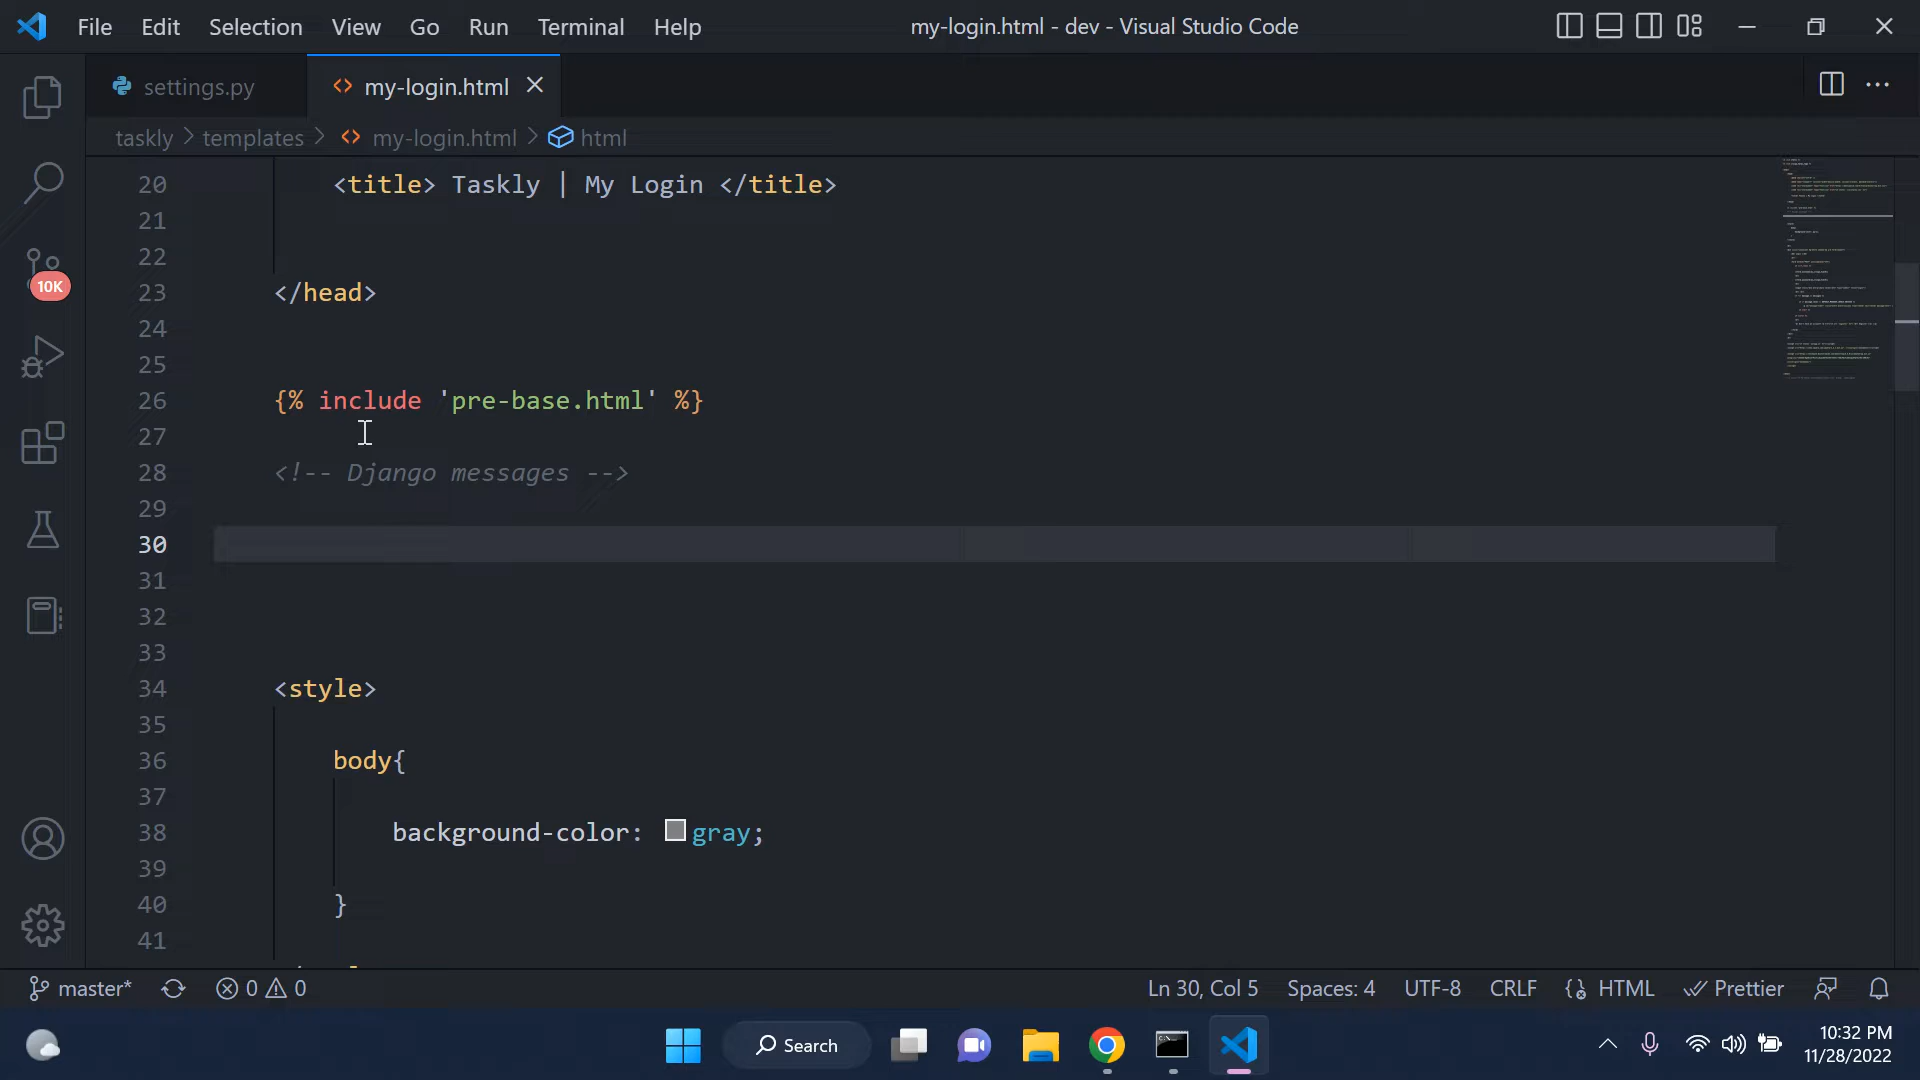 File Edit Selection View Go Run Terminal Help
my-login.html - dev - Visual Studio Code
settings.py
my-login.html
taskly > templates > my-login.html > html
20 <title> Taskly | My Login </title>
21
22
23 </head>
24
25
26 {% include 'pre-base.html' %}
27
28 <!-- Django messages -->
29
30
31
32
33
34 <style>
35
36 body{
37
38 background-color: gray;
39
40 }
41
10K
master* 0 0
Ln 30, Col 5 Spaces: 4 UTF-8 CRLF HTML Prettier
Search
10:32 PM
11/28/2022